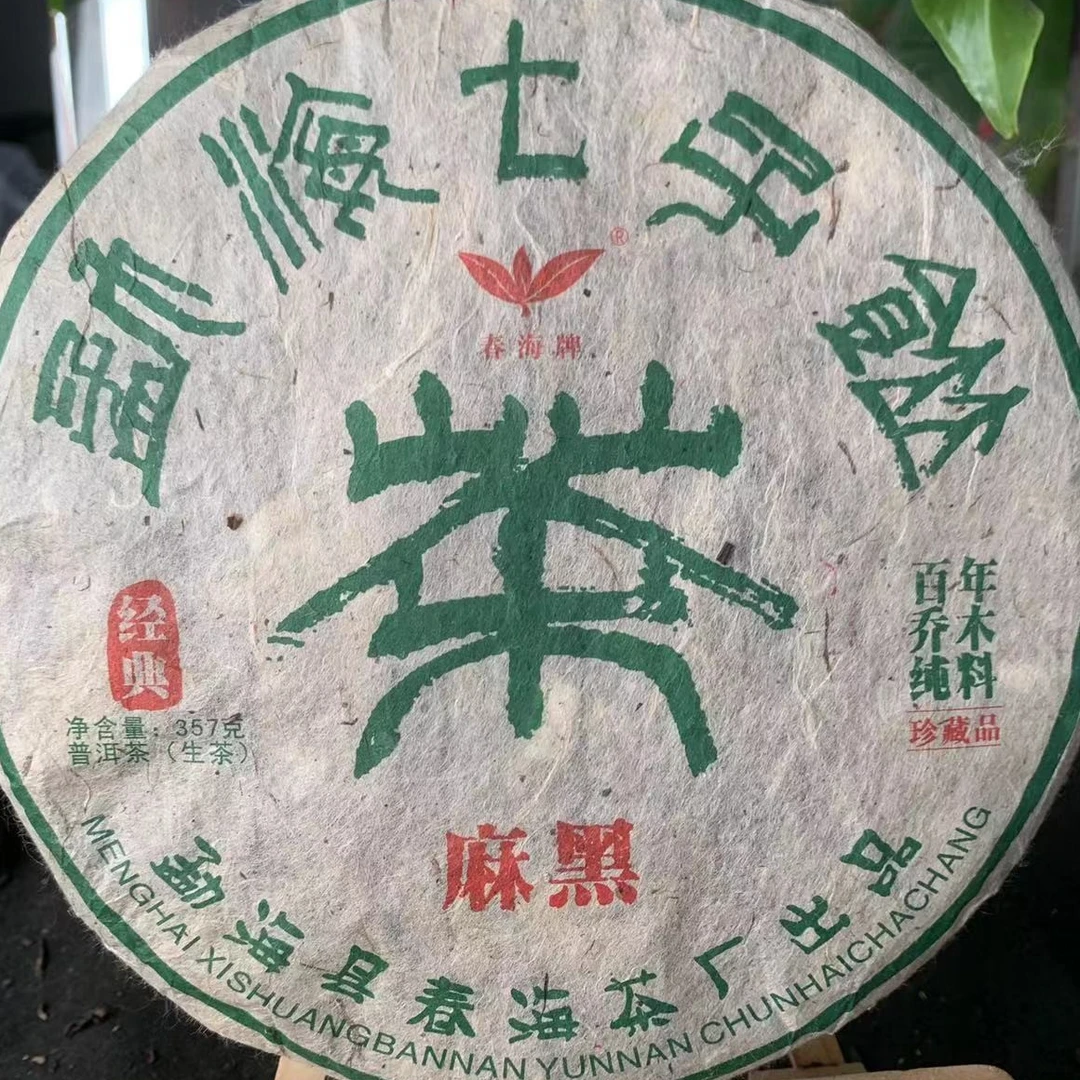 勐海七子饼
®
春海牌
茶
经典
净含量：357克
普洱茶（生茶）
百年
乔木
纯料
珍藏品
麻黑
勐海县春海茶厂出品
MENGHAI XISHUANGBANNAN YUNNAN CHUNHAICHACHANG